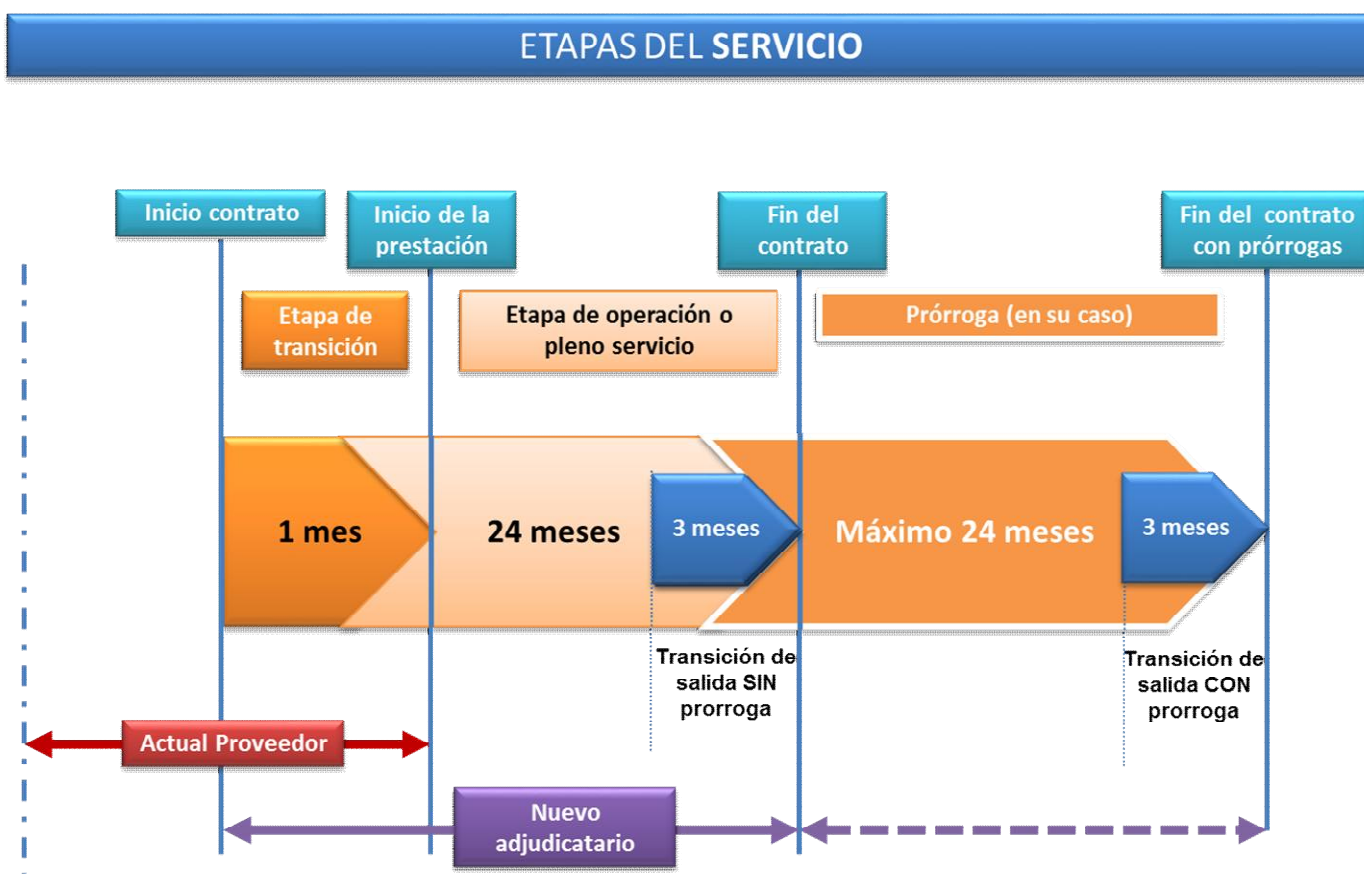 ETAPAS DEL SERVICIO
Inicio contrato
Inicio de la
prestación
Fin del
contrato
Fin del contrato
con prórrogas
Etapa de
transición
Etapa de operación o
pleno servicio
Prórroga (en su caso)
1 mes
24 meses
3 meses
Máximo 24 meses
3 meses
Transición de
salida SIN
prorroga
Transición de
salida CON
prorroga
Actual Proveedor
Nuevo
adjudicatario